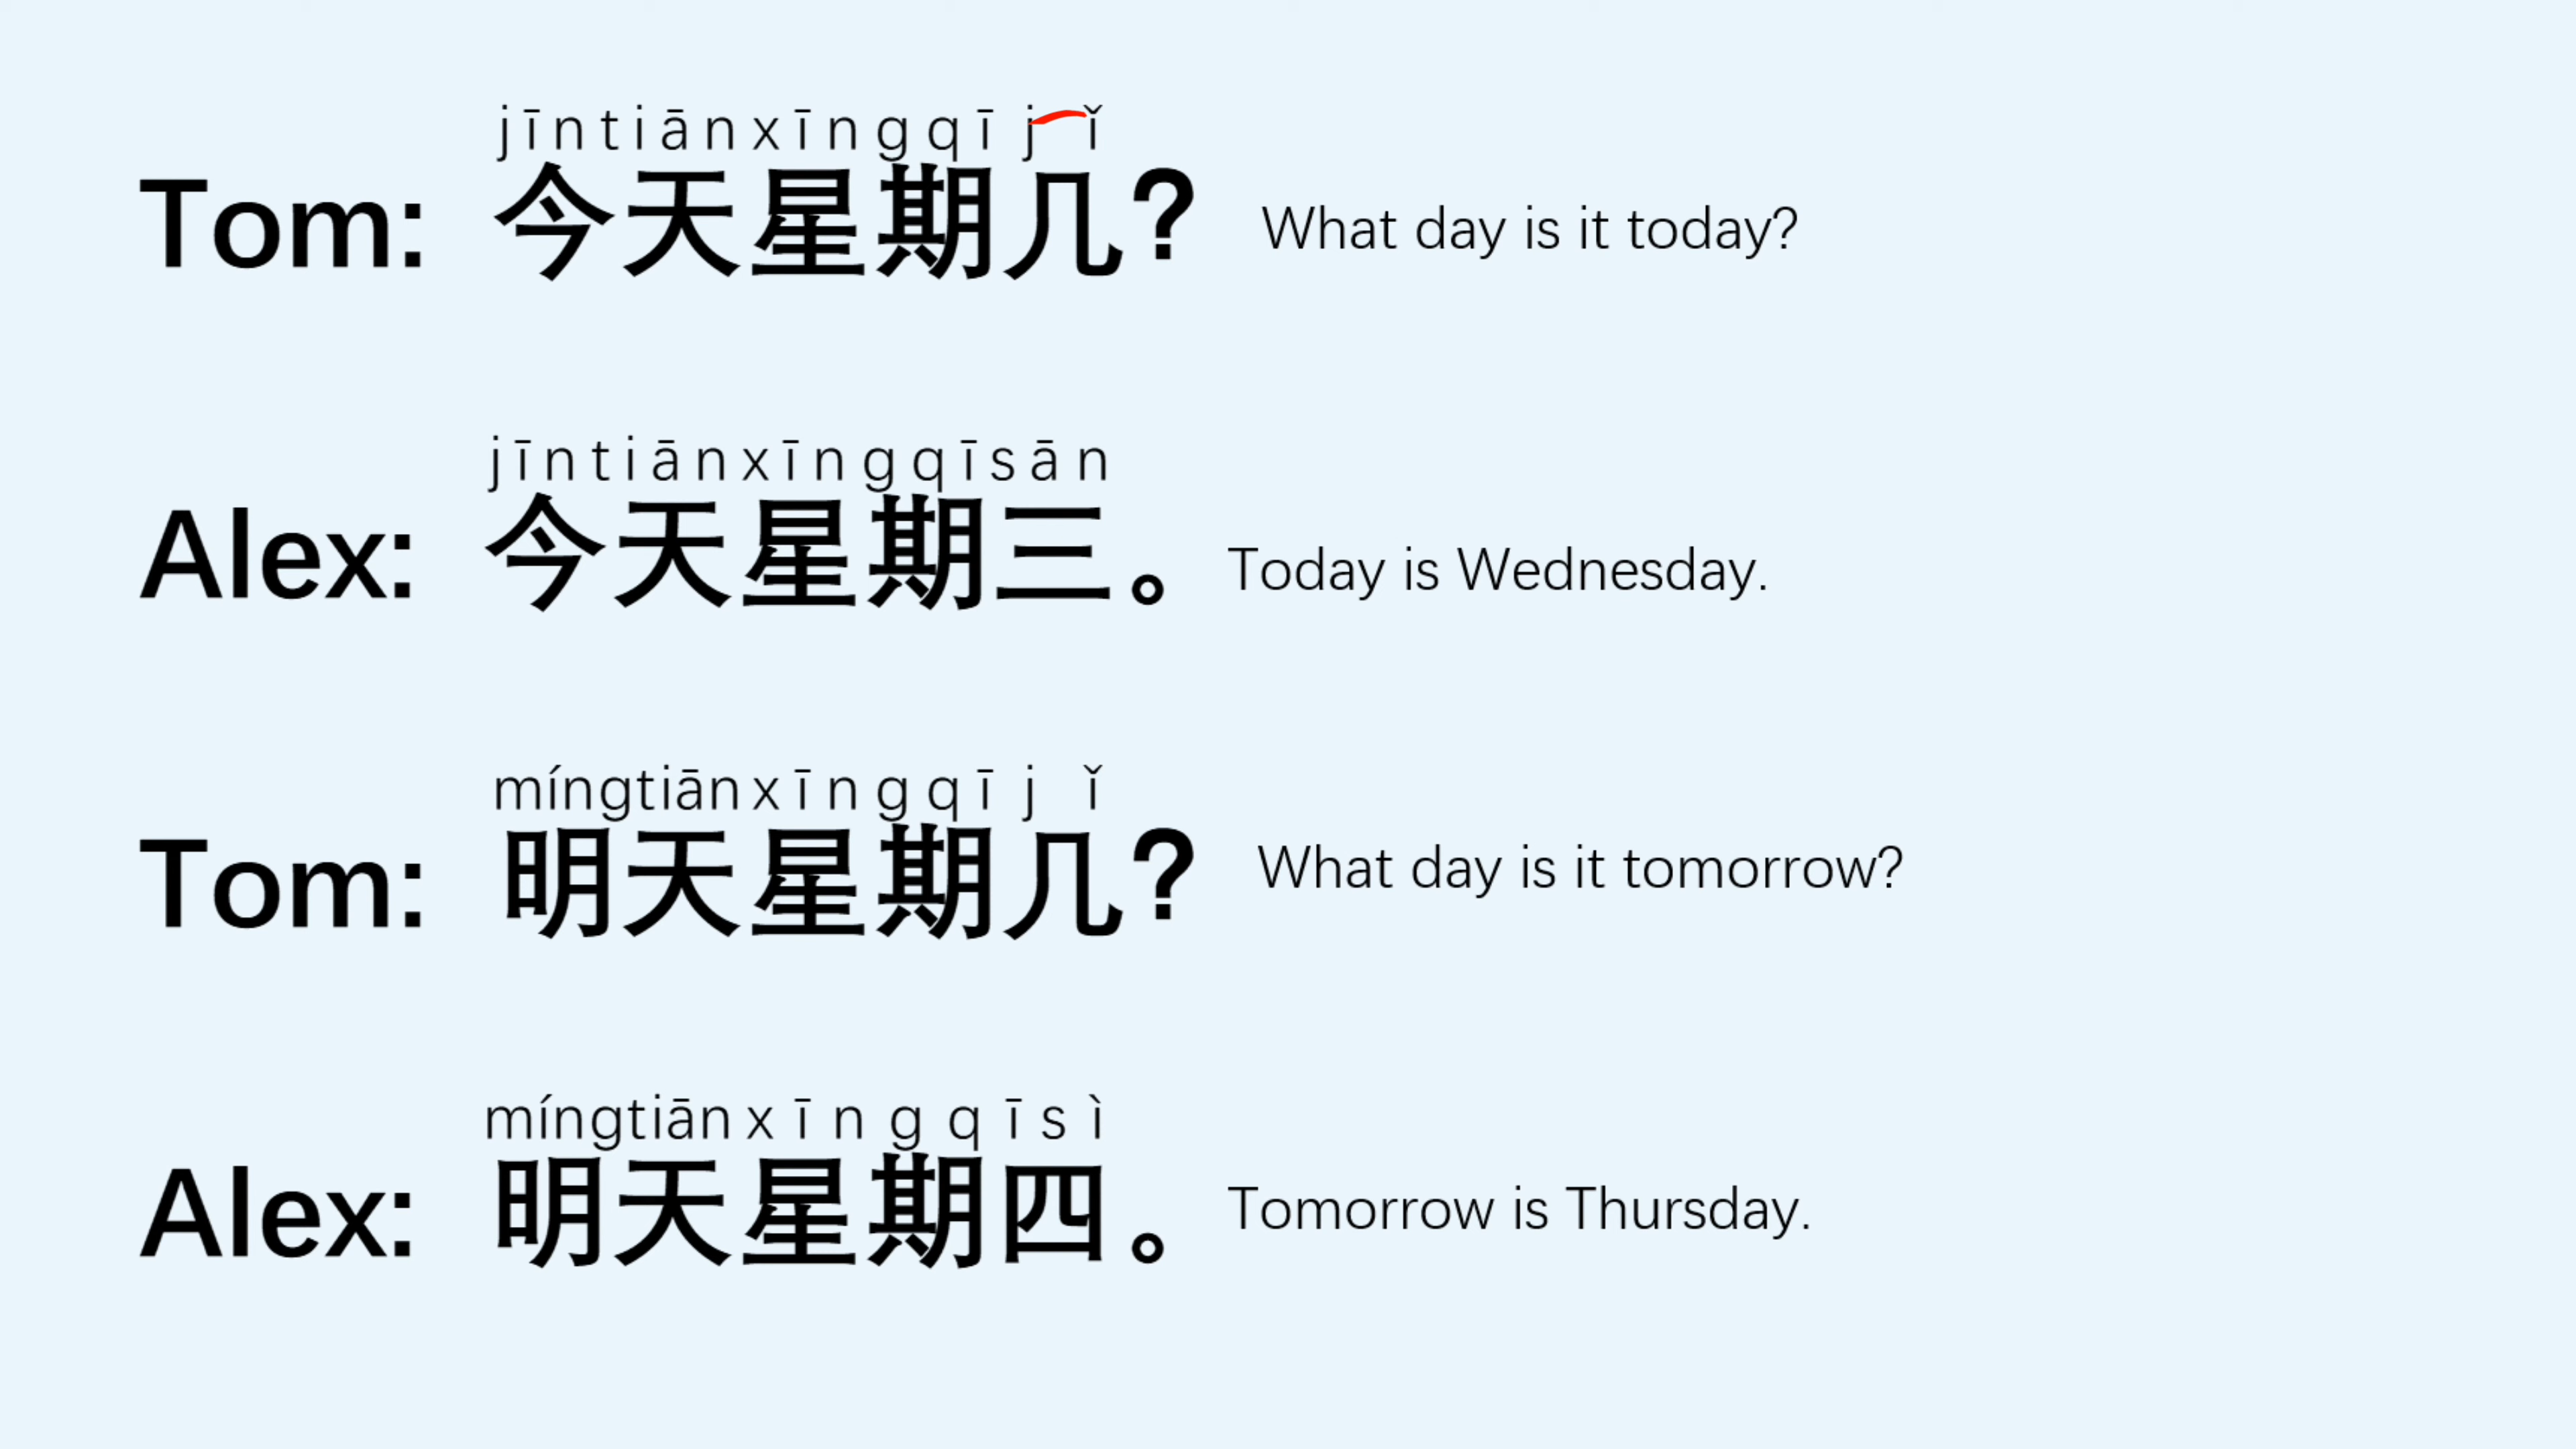 jīntiānxīngqī jǐ
Tom: 今天星期几? What day is it today?
jīntiānxīngqīsān
Alex: 今天星期三。 Today is Wednesday.
míngtiānxīngqī jǐ
Tom: 明天星期几? What day is it tomorrow?
míngtiānxīngqīsì
Alex: 明天星期四。 Tomorrow is Thursday.